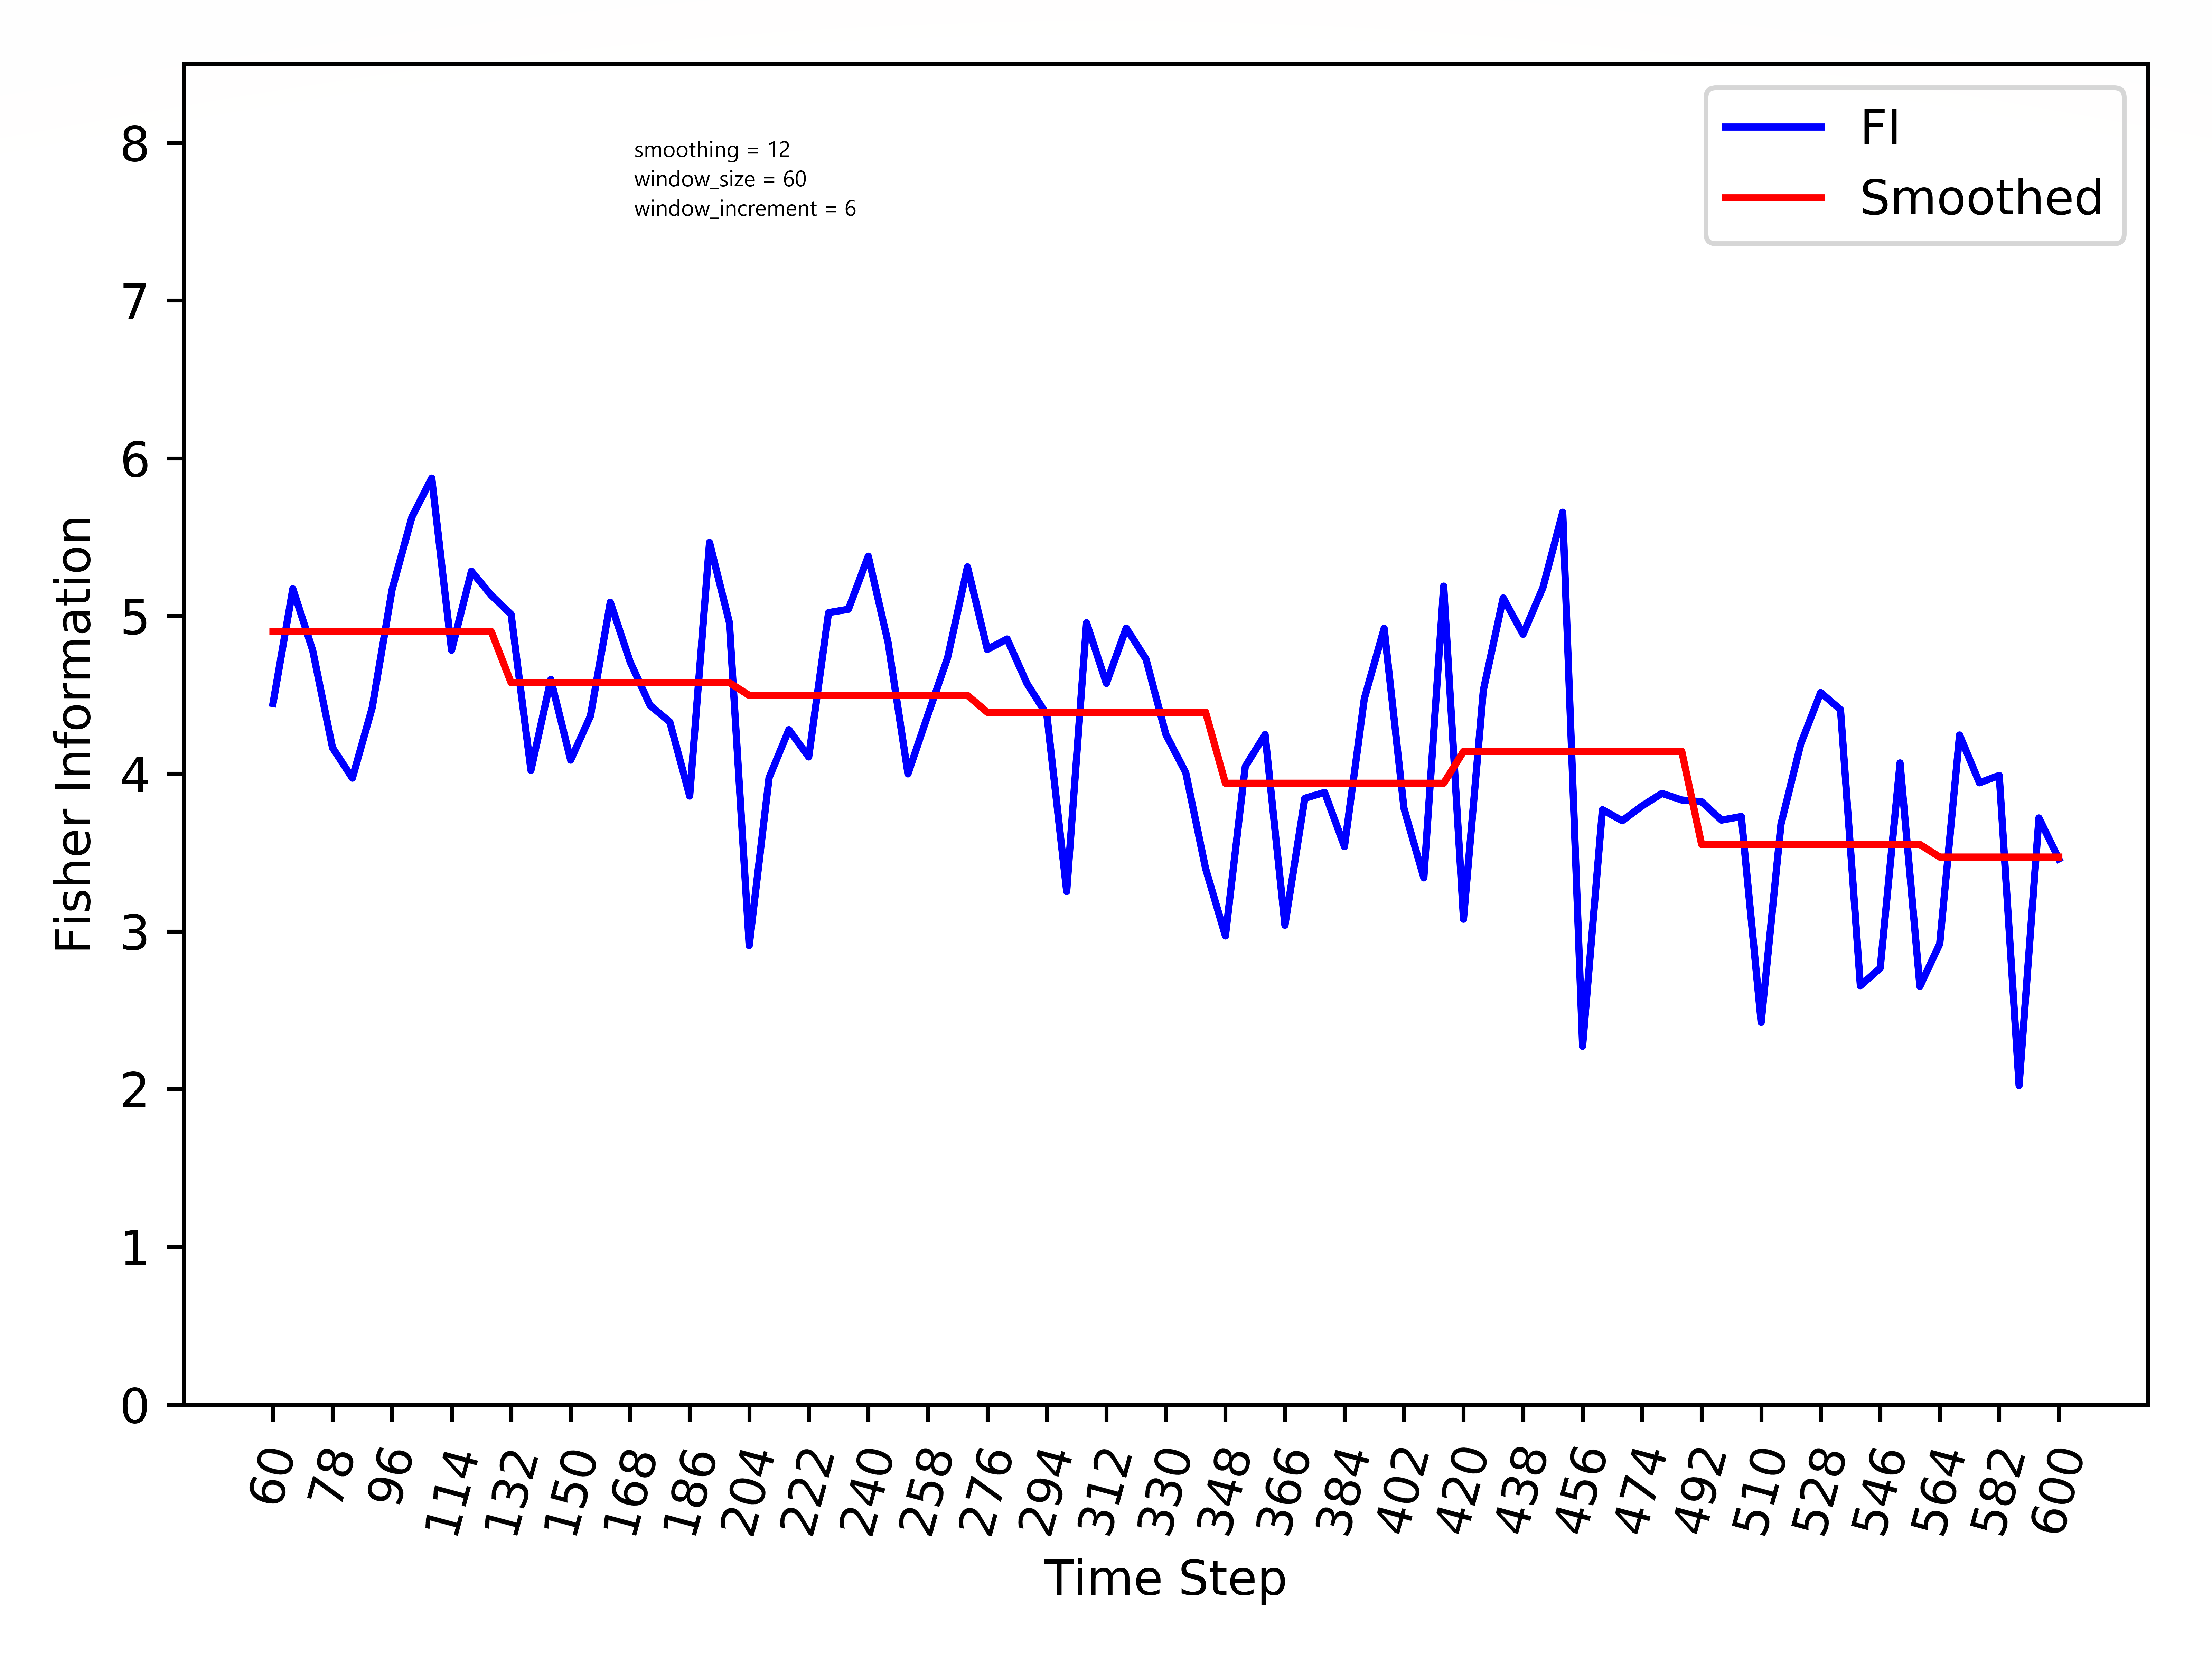 smoothing = 12
window_size = 60
window_increment = 6
FI
Smoothed
Fisher Information
8
7
6
5
4
3
2
1
0
60 78 96 114 132 150 168 186 204 222 240 258 276 294 312 330 348 366 384 402 420 438 456 474 492 510 528 546 564 582 600
Time Step